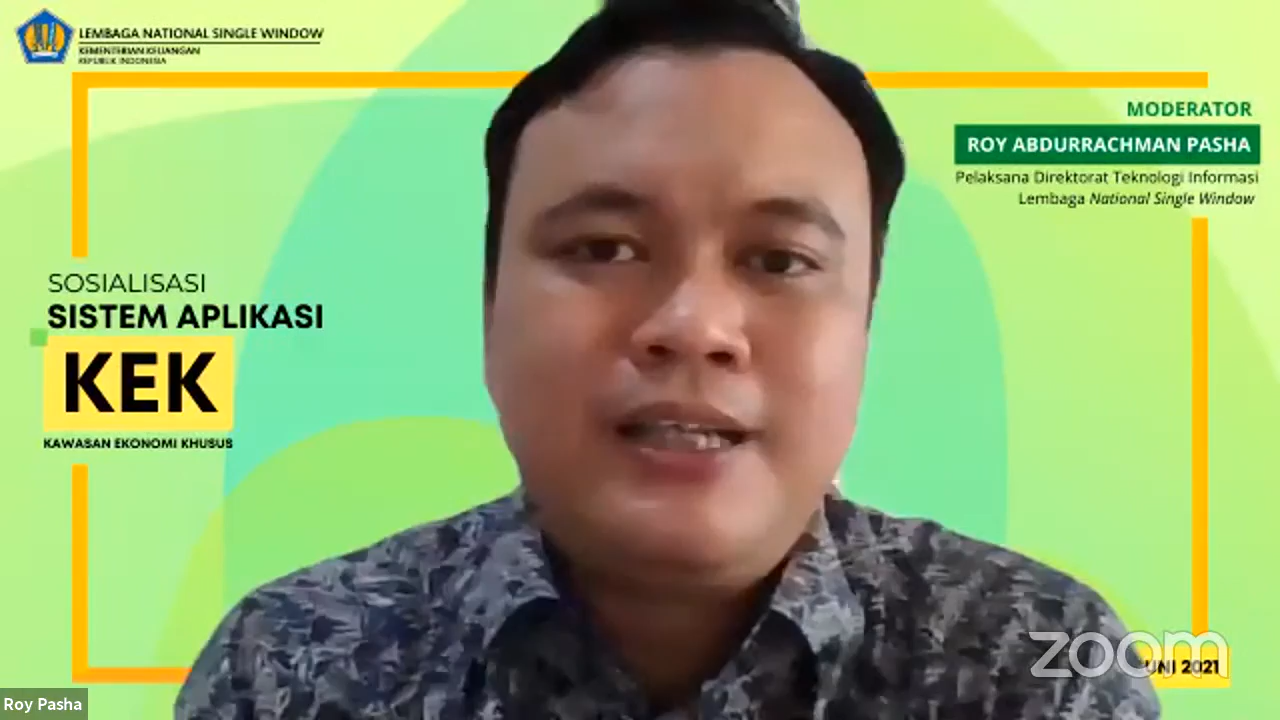 LEMBAGA NATIONAL SINGLE WINDOW
KEMENTERIAN KEUANGAN
REPUBLIK INDONESIA
MODERATOR
ROY ABDURRACHMAN PASHA
Pelaksana Direktorat Teknologi Informasi
Lembaga National Single Window
SOSIALISASI
SISTEM APLIKASI
KEK
KAWASAN EKONOMI KHUSUS
zoom
UNI 2021
Roy Pasha